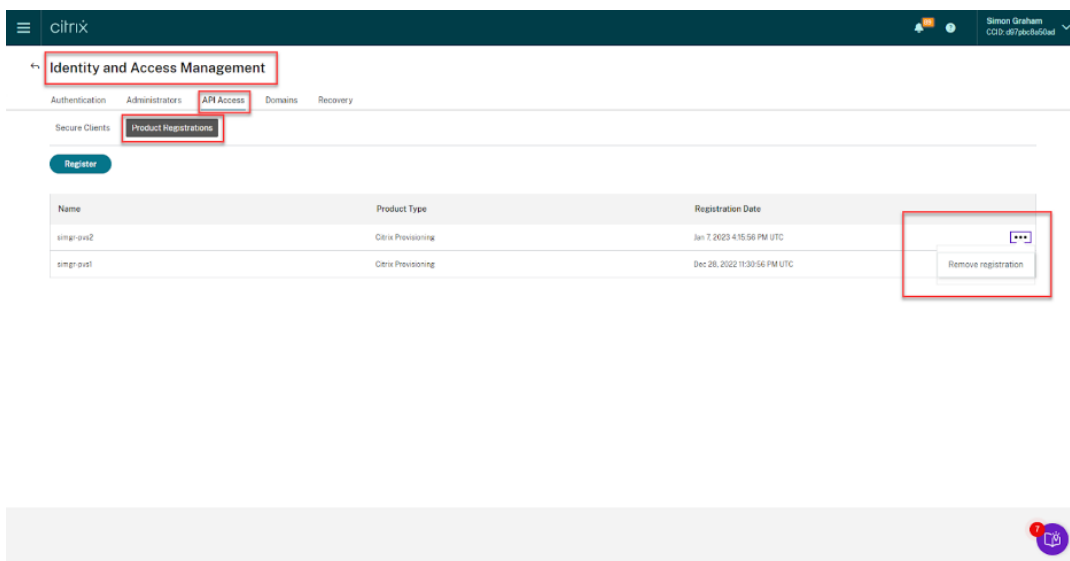 citrix
Simon Graham
CCID: d97pbc8a50ad
Identity and Access Management
Authentication Administrators API Access Domains Recovery
Secure Clients Product Registrations
Register
Name Product Type Registration Date
simgr-pvs2 Citrix Provisioning Jan 7, 2023 4:15:56 PM UTC
simgr-pvs1 Citrix Provisioning Dec 28, 2022 11:30:56 PM UTC
Remove registration
7